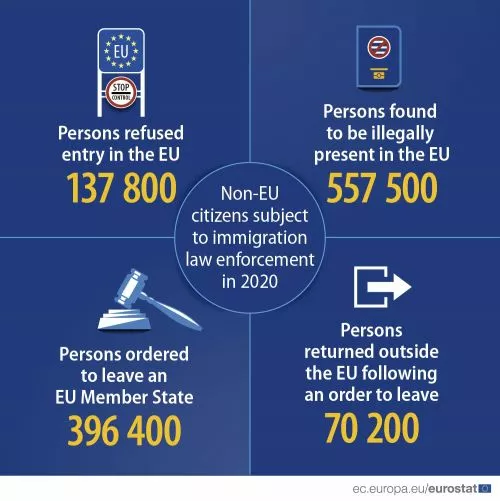 EU
STOP
CONTROL
Persons refused
entry in the EU
137 800
Persons found
to be illegally
present in the EU
557 500
Non-EU
citizens subject
to immigration
law enforcement
in 2020
Persons ordered
to leave an
EU Member State
396 400
Persons
returned outside
the EU following
an order to leave
70 200
ec.europa.eu/eurostat